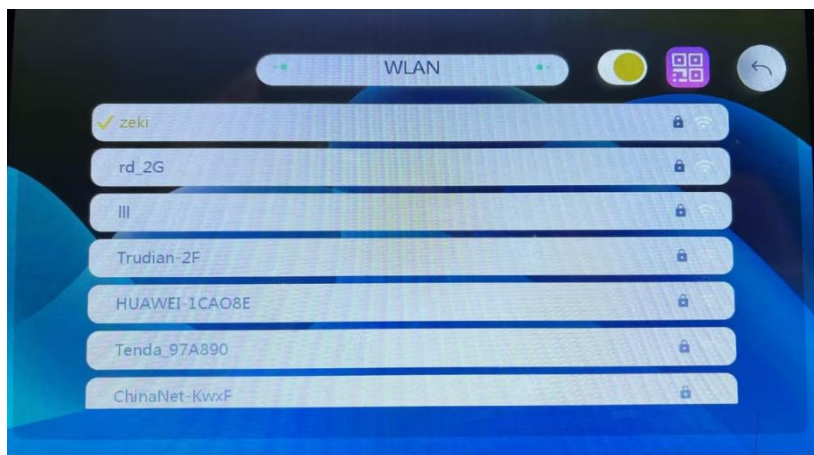 WLAN
zeki
rd_2G
lll
Trudian-2F
HUAWEI-1CAO8E
Tenda_97A890
ChinaNet-KwxF